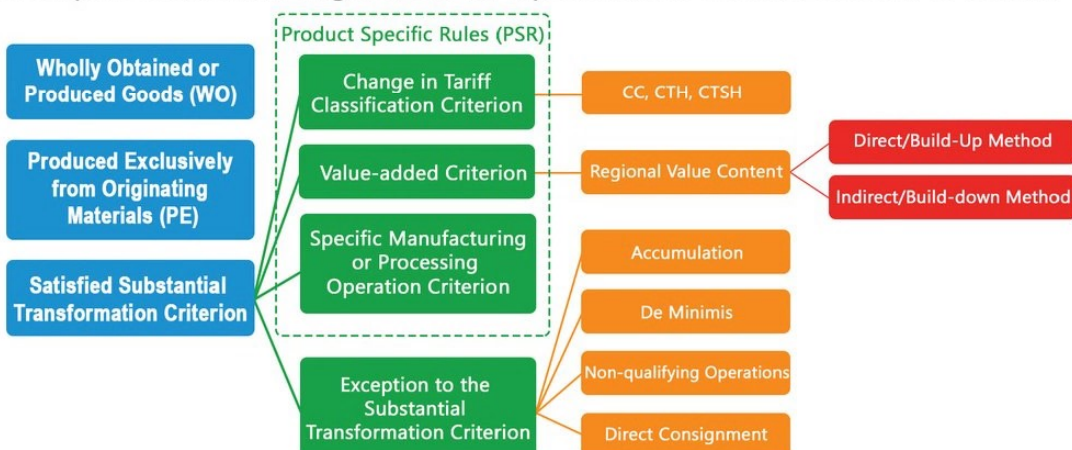 Product Specific Rules (PSR)
Wholly Obtained or
Produced Goods (WO)
Produced Exclusively
from Originating
Materials (PE)
Satisfied Substantial
Transformation Criterion
Change in Tariff
Classification Criterion
Value-added Criterion
Specific Manufacturing
or Processing
Operation Criterion
Exception to the
Substantial
Transformation Criterion
CC, CTH, CTSH
Regional Value Content
Accumulation
De Minimis
Non-qualifying Operations
Direct Consignment
Direct/Build-Up Method
Indirect/Build-down Method